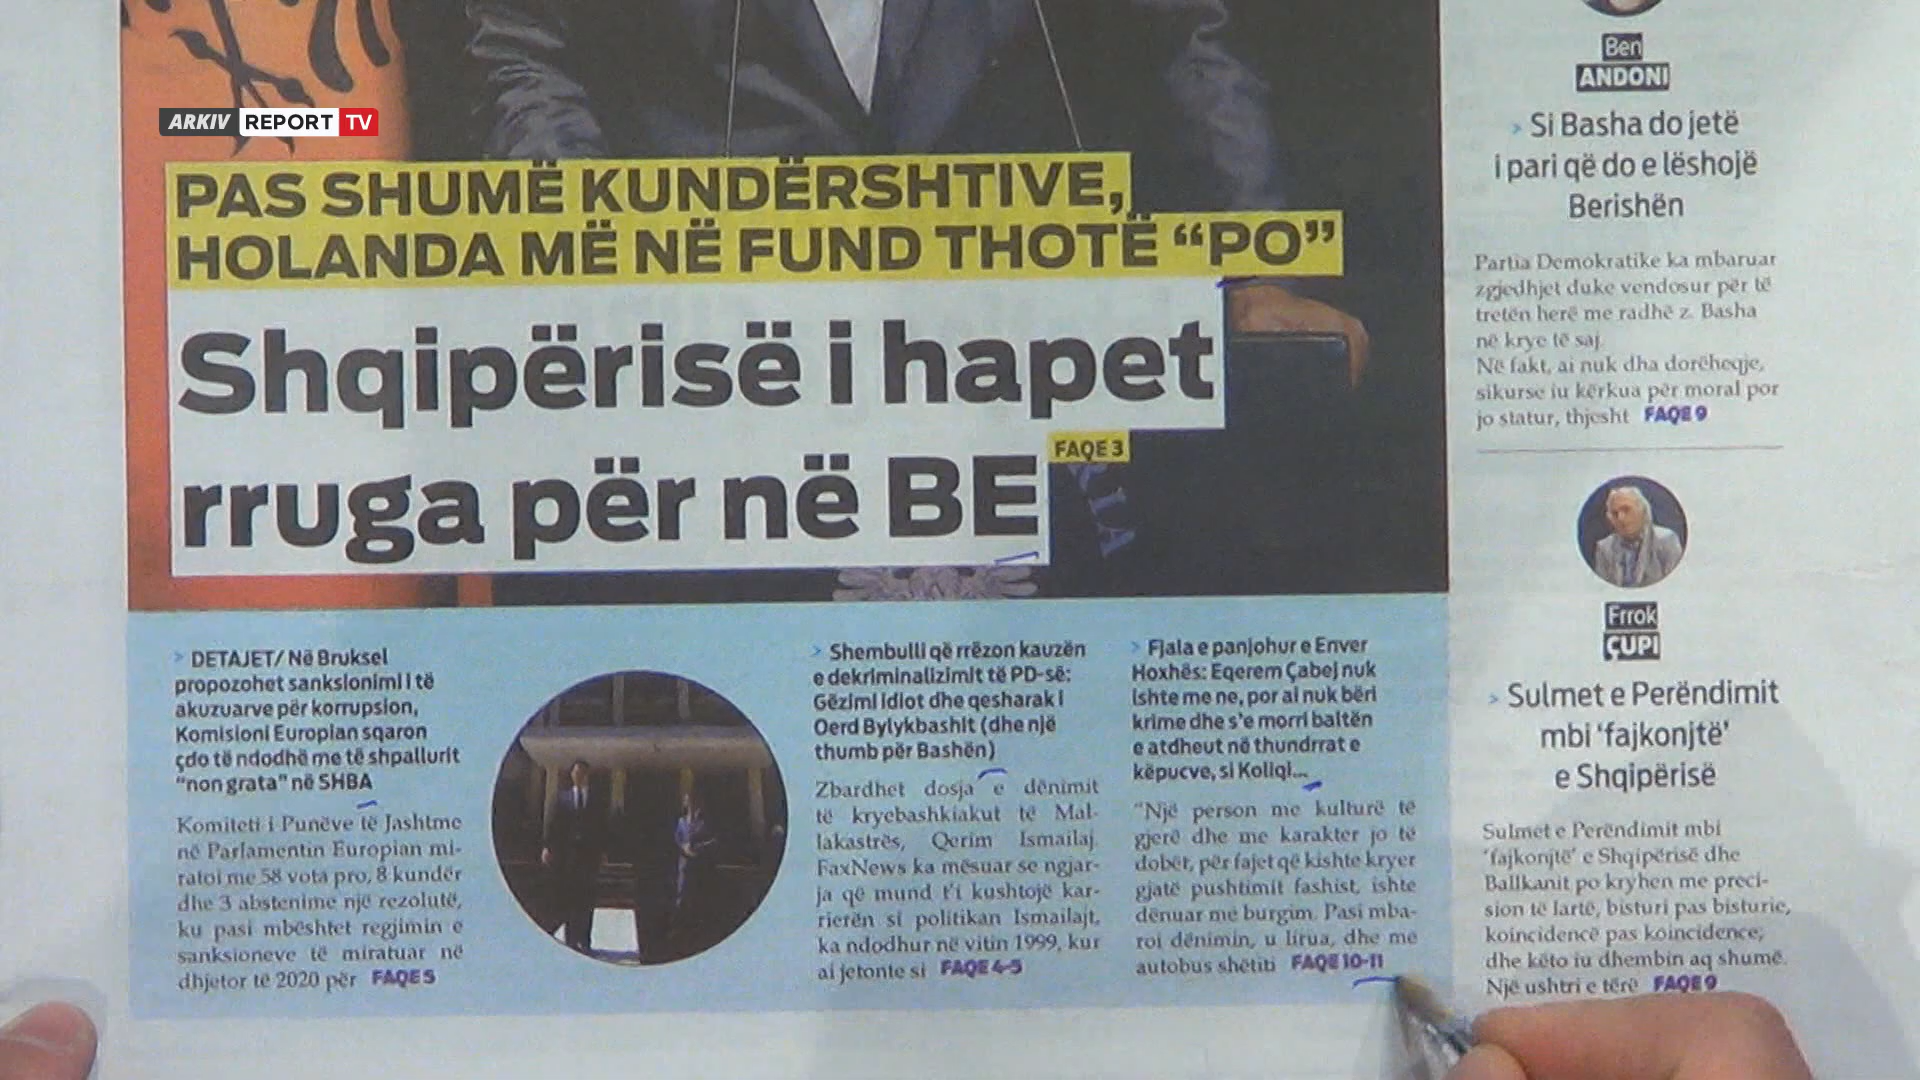 ARKIV REPORT TV
PAS SHUMË KUNDËRSHTIVE,
HOLANDA MË NË FUND THOTË “PO”
Shqipërisë i hapet
rruga për në BE
FAQE 3
DETAJET/ Në Bruksel
propozohet sanksionimi i të
akuzuarve për korrupsion,
Komisioni Europian sqaron
çdo të ndodhë me të shpallurit
“non grata” në SHBA
Komiteti i Punëve të Jashtme
në Parlamentin Europian mi-
ratoi me 58 vota pro, 8 kundër
dhe 3 abstenime një rezolutë,
ku pasi mbështet regjimin e
sanksioneve të miratuar në
dhjetor të 2020 për FAQE 5
Shembulli që rrëzon kauzën
e dekriminalizimit të PD-së:
Gëzimi idiot dhe qesharak i
Oerd Bylykbashit (dhe një
thumb për Bashën)
Zbardhet dosja e dënimit
të kryebashkiakut të Mal-
lakastrës, Qerim Ismailaj.
FaxNews ka mësuar se ngjar-
ja që mund t'i kushtojë kar-
rierën si politikan Ismailajt,
ka ndodhur në vitin 1999, kur
ai jetonte si FAQE 4-5
Fjala e panjohur e Enver
Hoxhës: Eqerem Çabej nuk
ishte me ne, por ai nuk bëri
krime dhe s'e morri baltën
e atdheut në thundrrat e
këpucve, si Koliqi...
“Një person me kulturë të
gjerë dhe me karakter jo të
dobët, për fajet që kishte kryer
gjatë pushtimit fashist, ishte
dënuar me burgim. Pasi mba-
roi dënimin, u lirua, dhe me
autobus shëtiti FAQE 10-11
Ben
ANDONI
Si Basha do jetë
i pari që do e lëshojë
Berishën
Partia Demokratike ka mbaruar
zgjedhjet duke vendosur për të
tretën herë me radhë z. Basha
në krye të saj.
Në fakt, ai nuk dha dorëheqje,
sikurse iu kërkua për moral por
jo statur, thjesht FAQE 9
Frrok
ÇUPI
Sulmet e Perëndimit
mbi ‘fajkonjtë’
e Shqipërisë
Sulmet e Perëndimit mbi
‘fajkonjtë’ e Shqipërisë dhe
Ballkanit po kryhen me preci-
sion të lartë, bisturi pas bisturie,
koincidencë pas koincidence;
dhe këto iu dhembin aq shumë.
Një ushtri e tërë FAQE 9